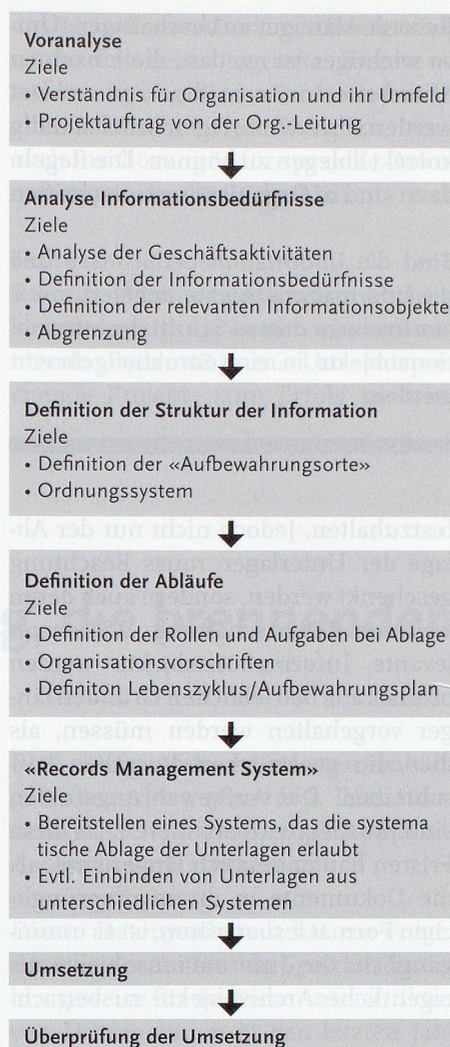 Voranalyse
Ziele
• Verständnis für Organisation und ihr Umfeld
• Projektauftrag von der Org.-Leitung
Analyse Informationsbedürfnisse
Ziele
• Analyse der Geschäftsaktivitäten
• Definition der Informationsbedürfnisse
• Definition der relevanten Informationsobjekte
• Abgrenzung
Definition der Struktur der Information
Ziele
• Definition der «Aufbewahrungsorte»
• Ordnungssystem
Definition der Abläufe
Ziele
• Definition der Rollen und Aufgaben bei Ablage
• Organisationsvorschriften
• Definiton Lebenszyklus/Aufbewahrungsplan
«Records Management System»
Ziele
• Bereitstellen eines Systems, das die systema
tische Ablage der Unterlagen erlaubt
• Evtl. Einbinden von Unterlagen aus
unterschiedlichen Systemen
Umsetzung
Überprüfung der Umsetzung